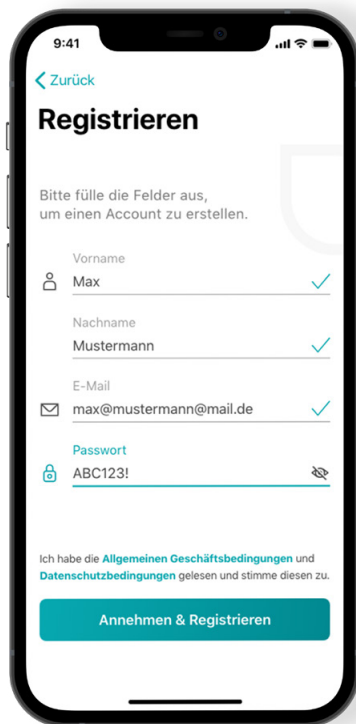 9:41
Zurück
Registrieren
Bitte fülle die Felder aus,
um einen Account zu erstellen.
Vorname
Max
Nachname
Mustermann
E-Mail
max@mustermann@mail.de
Passwort
ABC123!
Ich habe die Allgemeinen Geschäftsbedingungen und
Datenschutzbedingungen gelesen und stimme diesen zu.
Annehmen & Registrieren